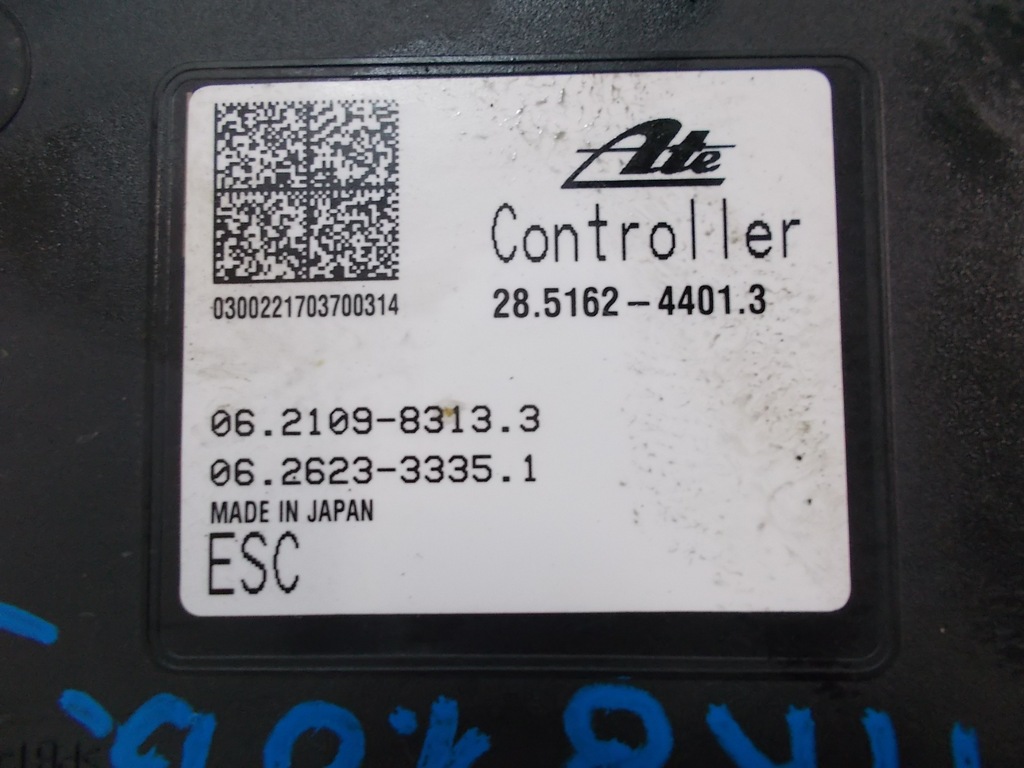 Ate
Controller
28.5162-4401.3
0300221703700314
06.2109-8313.3
06.2623-3335.1
MADE IN JAPAN
ESC